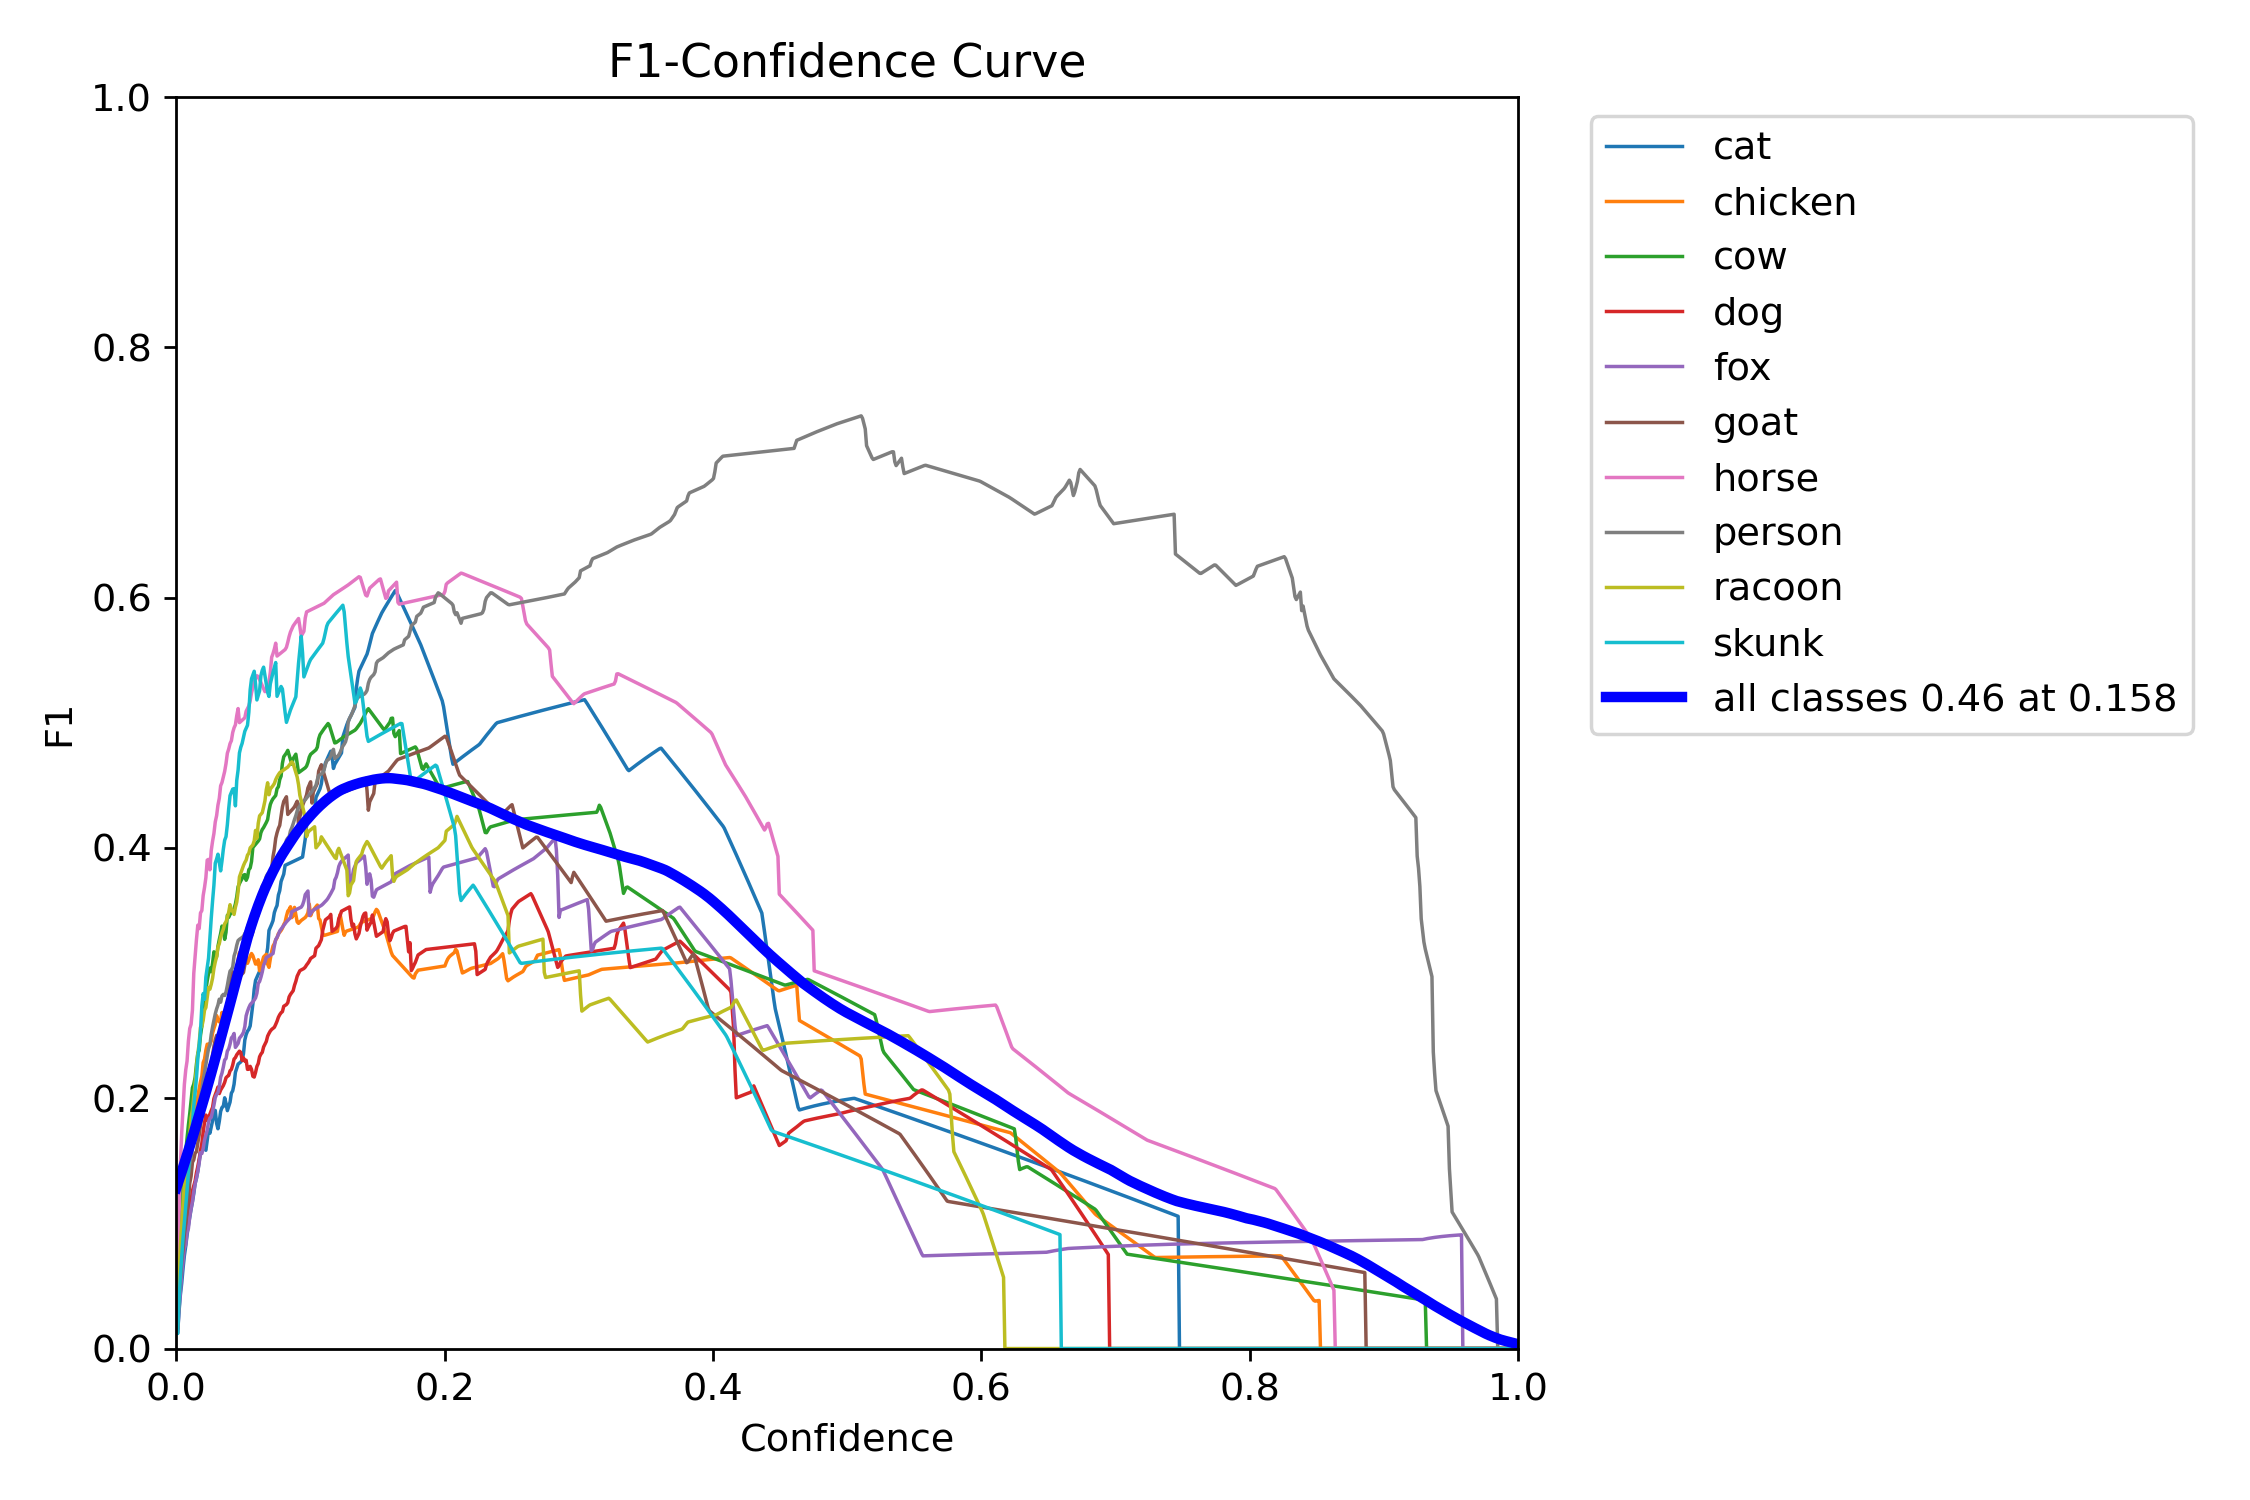 F1-Confidence Curve
1.0
0.8
0.6
0.4
0.2
0.0
F1
0.0 0.2 0.4 0.6 0.8 1.0
Confidence
cat
chicken
cow
dog
fox
goat
horse
person
racoon
skunk
all classes 0.46 at 0.158